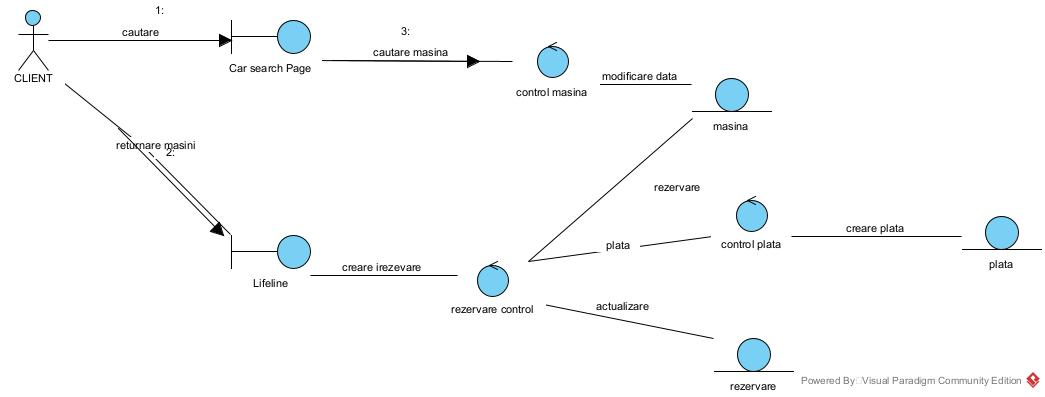 1:
cautare
CLIENT
Car search Page
3:
cautare masina
control masina
modificare data
masina
returnare masini
2:
rezervare
control plata
creare plata
plata
plata
Lifeline
creare irezevare
rezervare control
actualizare
rezervare
Powered By Visual Paradigm Community Edition